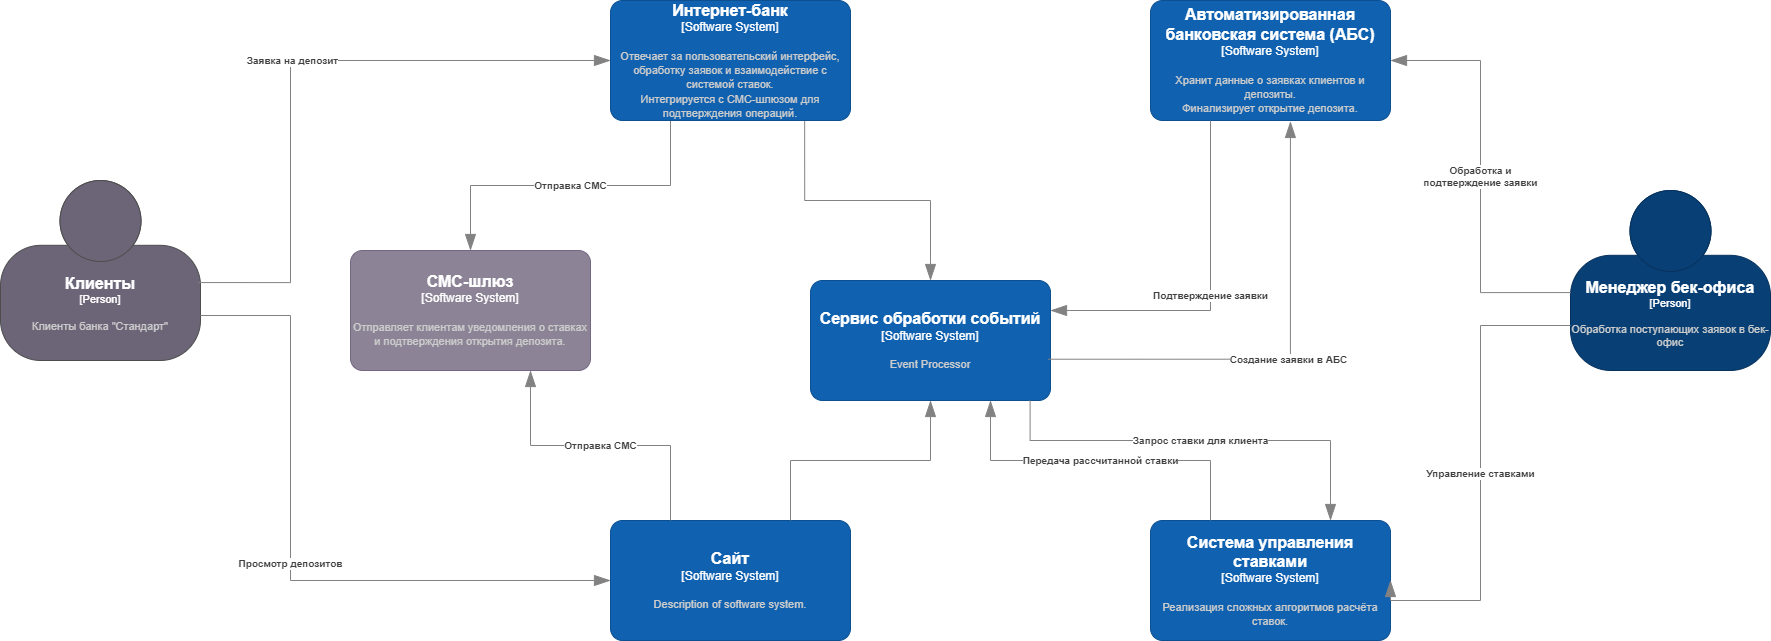 Интернет-банк
[Software System]
Отвечает за пользовательский интерфейс,
обработку заявок и взаимодействие с
системой ставок.
Интегрируется с СМС-шлюзом для
подтверждения операций.
Автоматизированная
банковская система (АБС)
[Software System]
Хранит данные о заявках клиентов и
депозиты.
Финализирует открытие депозита.
Заявка на депозит
Обработка и
подтверждение заявки
Отправка СМС
Клиенты
[Person]
Клиенты банка "Стандарт"
СМС-шлюз
[Software System]
Отправляет клиентам уведомления о ставках
и подтверждения открытия депозита.
Сервис обработки событий
[Software System]
Event Processor
Подтверждение заявки
Создание заявки в АБС
Менеджер бек-офиса
[Person]
Обработка поступающих заявок в бек-
офис
Отправка СМС
Запрос ставки для клиента
Передача рассчитанной ставки
Управление ставками
Просмотр депозитов
Сайт
[Software System]
Description of software system.
Система управления
ставками
[Software System]
Реализация сложных алгоритмов расчёта
ставок.